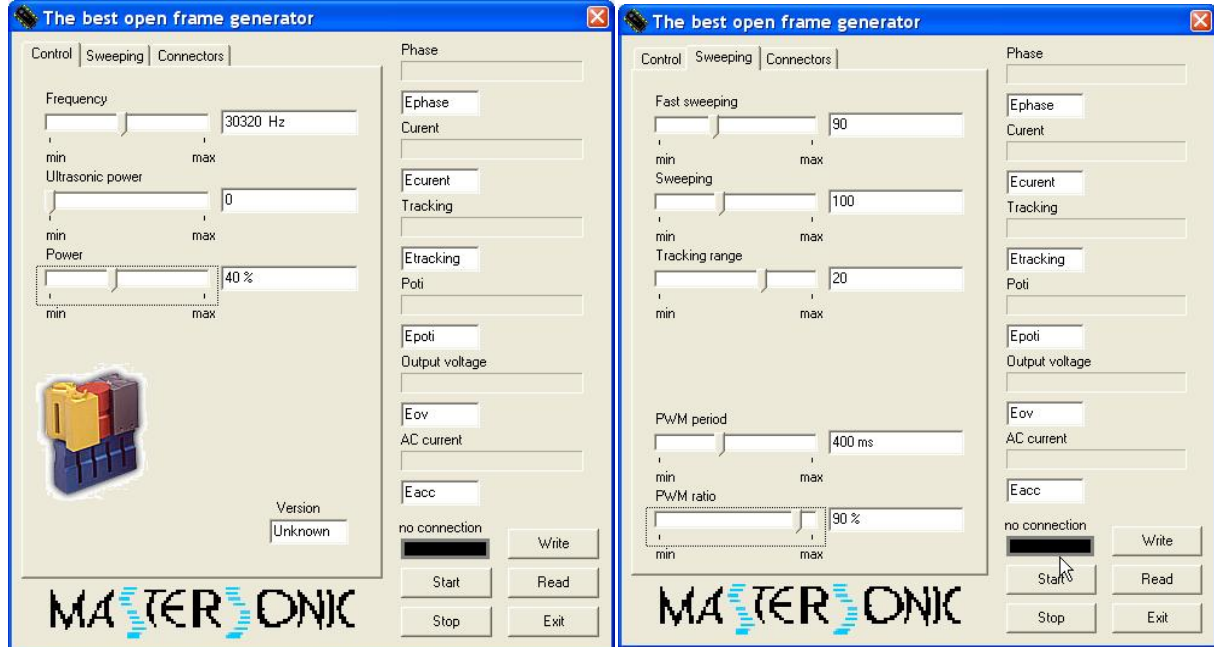 The best open frame generator
Control Sweeping Connectors
Frequency
30320 Hz
min max
Ultrasonic power
0
min max
Power
40 %
min max
Version
Unknown
MASTERSONIC
Phase
Ephase
Curent
Ecurent
Tracking
Etracking
Poti
Epoti
Output voltage
Eov
AC current
Eacc
no connection
Write
Start Read
Stop Exit
The best open frame generator
Control Sweeping Connectors
Fast sweeping
90
min max
Sweeping
100
min max
Tracking range
20
min max
PWM period
400 ms
min max
PWM ratio
90 %
min max
MASTERSONIC
Phase
Ephase
Curent
Ecurent
Tracking
Etracking
Poti
Epoti
Output voltage
Eov
AC current
Eacc
no connection
Write
Start Read
Stop Exit